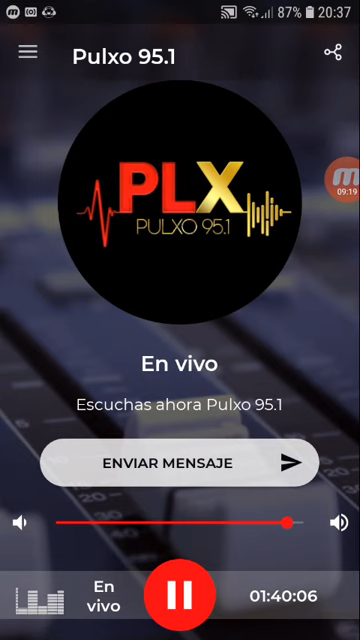 87% 20:37
Pulxo 95.1
09:19
PLX
PULXO 95.1
En vivo
Escuchas ahora Pulxo 95.1
ENVIAR MENSAJE
En
vivo
01:40:06